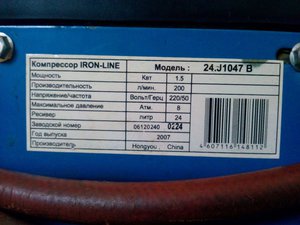 Компрессор IRON-LINE Модель : 24.J1047 B
Мощность Квт 1.5
Производительность л/мин. 200
Напряжение/частота Вольт/Герц 220/50
Максимальное давление Атм. 8
Ресивер литр 24
Заводской номер 06120240 0224
Год выпуска 2007
Производитель Hongyou, China
4607116148112